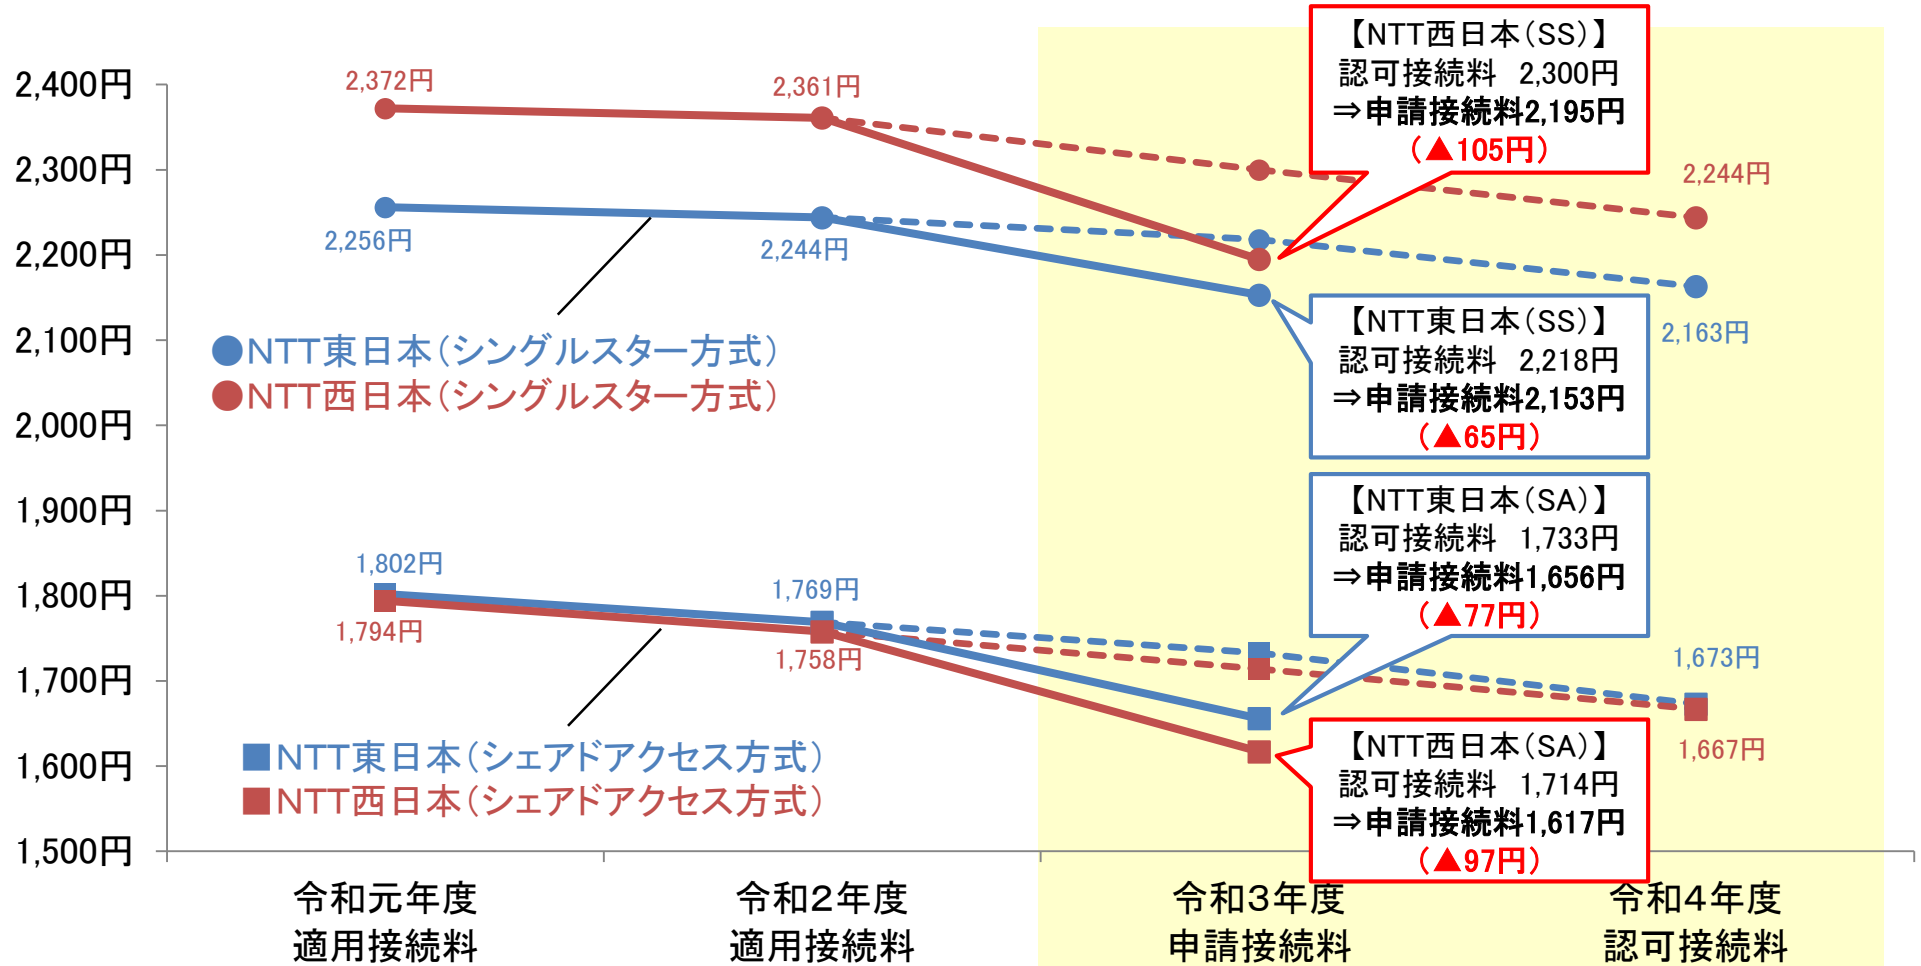 2,400円
2,300円
2,200円
2,100円
2,000円
1,900円
1,800円
1,700円
1,600円
1,500円
2,372円
2,361円
2,244円
2,256円
2,244円
2,163円
NTT東日本（シングルスター方式）
NTT西日本（シングルスター方式）
【NTT西日本（SS）】
認可接続料　2,300円
⇒申請接続料2,195円
（▲105円）
【NTT東日本（SS）】
認可接続料　2,218円
⇒申請接続料2,153円
（▲65円）
1,802円
1,769円
1,794円
1,758円
1,673円
1,667円
【NTT東日本（SA）】
認可接続料　1,733円
⇒申請接続料1,656円
（▲77円）
【NTT西日本（SA）】
認可接続料　1,714円
⇒申請接続料1,617円
（▲97円）
NTT東日本（シェアドアクセス方式）
NTT西日本（シェアドアクセス方式）
令和元年度
適用接続料
令和２年度
適用接続料
令和３年度
申請接続料
令和４年度
認可接続料